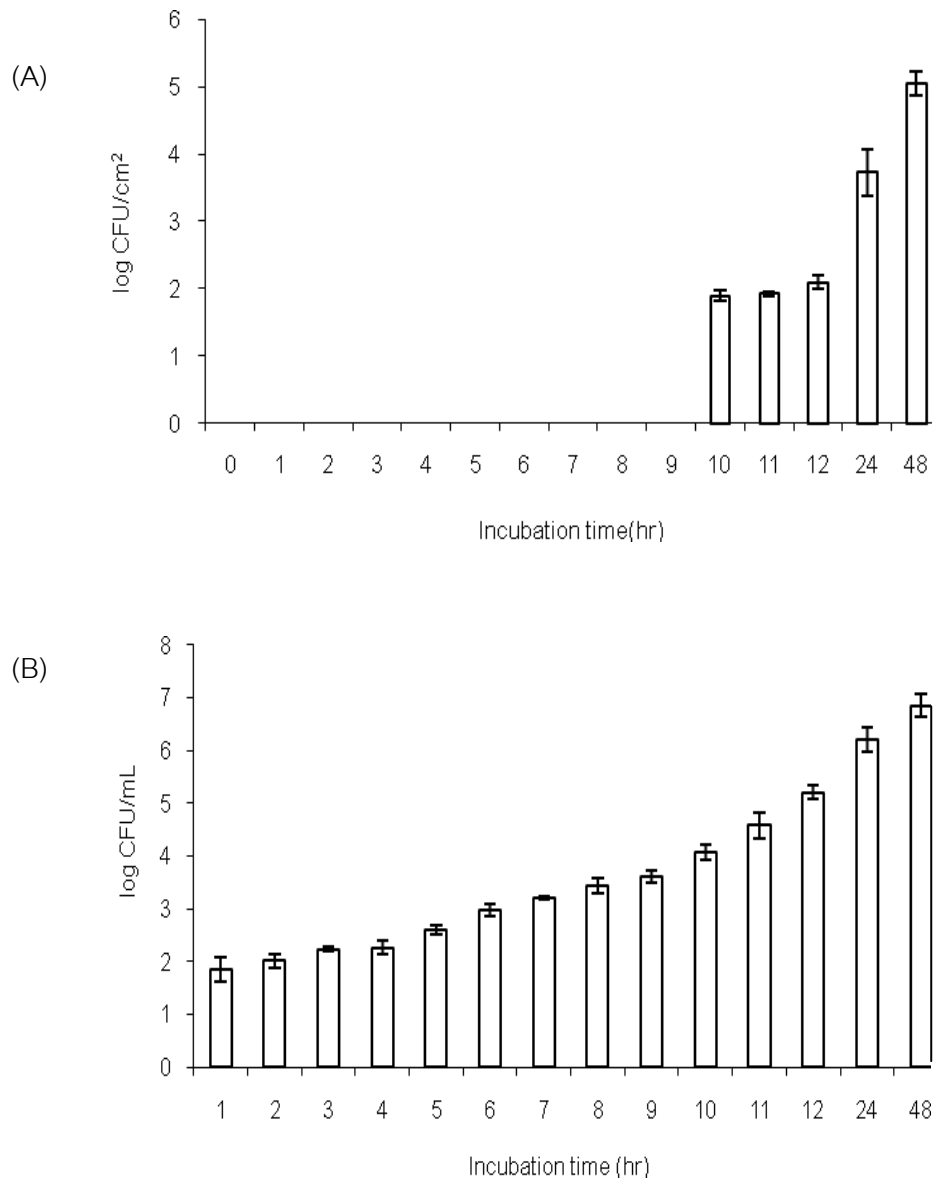 (A)
log CFU/cm²
6
5
4
3
2
1
0
0 1 2 3 4 5 6 7 8 9 10 11 12 24 48
Incubation time(hr)
(B)
log CFU/mL
8
7
6
5
4
3
2
1
0
1 2 3 4 5 6 7 8 9 10 11 12 24 48
Incubation time (hr)